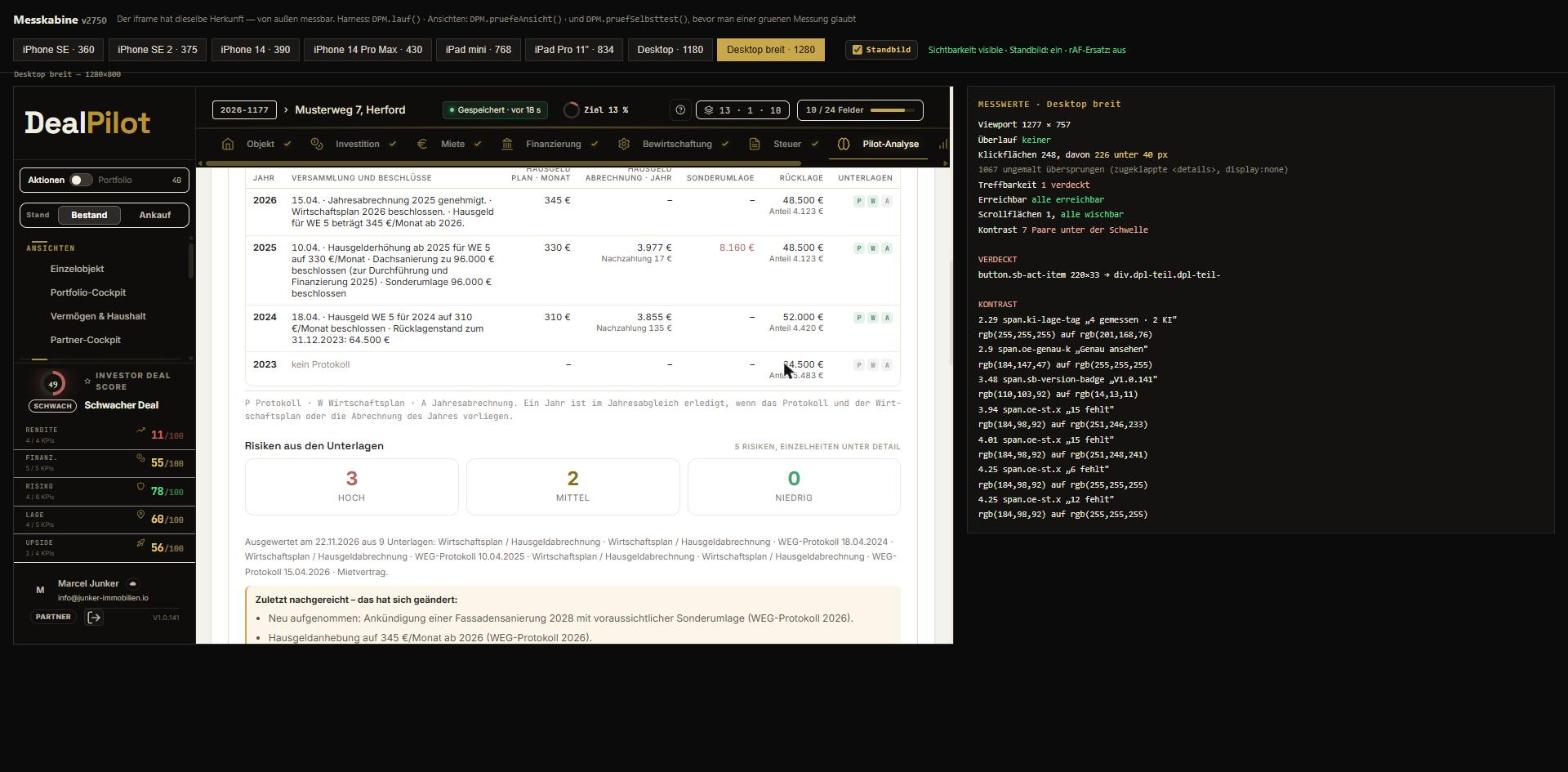 Messkabine v2750 Der iframe hat dieselbe Herkunft — von außen messbar. Harness: DPM.lauf() · Ansichten: DPM.pruefeAnsicht() · und DPM.pruefSelbsttest(), bevor man einer gruenen Messung glaubt
iPhone SE · 360 iPhone SE 2 · 375 iPhone 14 · 390 iPhone 14 Pro Max · 430 iPad mini · 768 iPad Pro 11" · 834 Desktop · 1180 Desktop breit · 1280 Standbild Sichtbarkeit: visible · Standbild: ein · rAF-Ersatz: aus
Desktop breit — 1280×800
DealPilot
2026-1177 › Musterweg 7, Herford Gespeichert · vor 18 s Ziel 13 % 13 · 1 · 10 19 / 24 Felder
Objekt Investition Miete Finanzierung Bewirtschaftung Steuer Pilot-Analyse
Aktionen Portfolio 40
Stand Bestand Ankauf
ANSICHTEN
Einzelobjekt
Portfolio-Cockpit
Vermögen & Haushalt
Partner-Cockpit
49 INVESTOR DEAL SCORE
SCHWACH Schwacher Deal
RENDITE 11/100
4 / 4 KPIs
FINANZ. 55/100
5 / 5 KPIs
RISIKO 78/100
4 / 6 KPIs
LAGE 60/100
4 / 5 KPIs
UPSIDE 56/100
2 / 4 KPIs
M Marcel Junker
info@junker-immobilien.io
PARTNER V1.0.141
JAHR VERSAMMLUNG UND BESCHLÜSSE HAUSGELD PLAN · MONAT HAUSGELD ABRECHNUNG · JAHR SONDERUMLAGE RÜCKLAGE UNTERLAGEN
2026 15.04. · Jahresabrechnung 2025 genehmigt. · 345 € – – 48.500 € P W A
Wirtschaftsplan 2026 beschlossen. · Hausgeld Anteil 4.123 €
für WE 5 beträgt 345 €/Monat ab 2026.
2025 10.04. · Hausgelderhöhung ab 2025 für WE 5 330 € 3.977 € 8.160 € 48.500 € P W A
auf 330 €/Monat · Dachsanierung zu 96.000 € Nachzahlung 17 € Anteil 4.123 €
beschlossen (zur Durchführung und
Finanzierung 2025) · Sonderumlage 96.000 €
beschlossen
2024 18.04. · Hausgeld WE 5 für 2024 auf 310 310 € 3.855 € – 52.000 € P W A
€/Monat beschlossen · Rücklagenstand zum Nachzahlung 135 € Anteil 4.420 €
31.12.2023: 64.500 €
2023 kein Protokoll – – – 64.500 € P W A
Anteil 5.483 €
P Protokoll · W Wirtschaftsplan · A Jahresabrechnung. Ein Jahr ist im Jahresabgleich erledigt, wenn das Protokoll und der Wirt-
schaftsplan oder die Abrechnung des Jahres vorliegen.
Risiken aus den Unterlagen 5 RISIKEN, EINZELHEITEN UNTER DETAIL
3 2 0
HOCH MITTEL NIEDRIG
Ausgewertet am 22.11.2026 aus 9 Unterlagen: Wirtschaftsplan / Hausgeldabrechnung · Wirtschaftsplan / Hausgeldabrechnung · WEG-Protokoll 18.04.2024 ·
Wirtschaftsplan / Hausgeldabrechnung · WEG-Protokoll 10.04.2025 · Wirtschaftsplan / Hausgeldabrechnung · Wirtschaftsplan / Hausgeldabrechnung · WEG-
Protokoll 15.04.2026 · Mietvertrag.
Zuletzt nachgereicht – das hat sich geändert:
• Neu aufgenommen: Ankündigung einer Fassadensanierung 2028 mit voraussichtlicher Sonderumlage (WEG-Protokoll 2026).
• Hausgeldanhebung auf 345 €/Monat ab 2026 (WEG-Protokoll 2026).
MESSWERTE · Desktop breit
Viewport 1277 × 757
Überlauf keiner
Klickflächen 248, davon 226 unter 40 px
1067 ungemalt übersprungen (zugeklappte <details>, display:none)
Treffbarkeit 1 verdeckt
Erreichbar alle erreichbar
Scrollflächen 1, alle wischbar
Kontrast 7 Paare unter der Schwelle
VERDECKT
button.sb-act-item 220×33 → div.dpl-teil.dpl-teil-
KONTRAST
2.29 span.ki-lage-tag „4 gemessen · 2 KI"
rgb(255,255,255) auf rgb(201,168,76)
2.9 span.oe-genau-k „Genau ansehen"
rgb(184,147,47) auf rgb(255,255,255)
3.48 span.sb-version-badge „V1.0.141"
rgb(110,103,92) auf rgb(14,13,11)
3.94 span.oe-st.x „15 fehlt"
rgb(184,98,92) auf rgb(251,246,233)
4.01 span.oe-st.x „15 fehlt"
rgb(184,98,92) auf rgb(251,248,241)
4.25 span.oe-st.x „6 fehlt"
rgb(184,98,92) auf rgb(255,255,255)
4.25 span.oe-st.x „12 fehlt"
rgb(184,98,92) auf rgb(255,255,255)